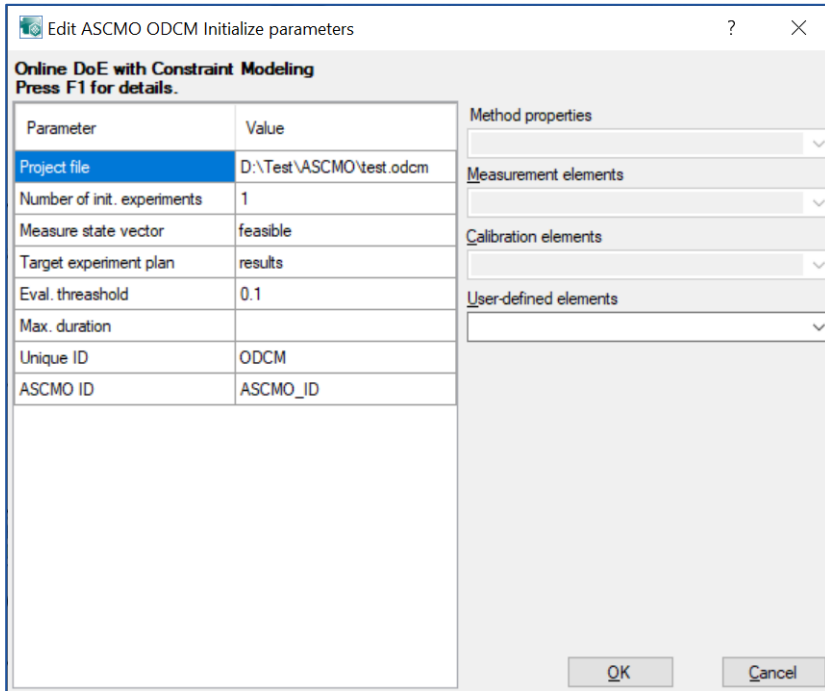 Edit ASCMO ODCM Initialize parameters
?
Online DoE with Constraint Modeling
Press F1 for details.
Parameter Value
Project file D:\Test\ASCMO\test.odcm
Number of init. experiments 1
Measure state vector feasible
Target experiment plan results
Eval. threashold 0.1
Max. duration
Unique ID ODCM
ASCMO ID ASCMO_ID
Method properties
Measurement elements
Calibration elements
User-defined elements
OK Cancel